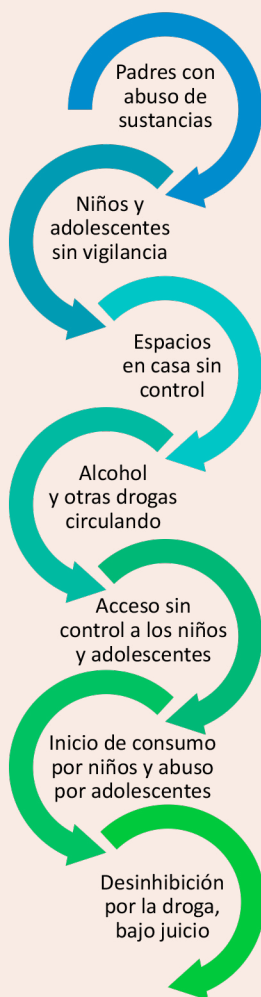 Padres con
abuso de
sustancias
Niños y
adolescentes
sin vigilancia
Espacios
en casa sin
control
Alcohol
y otras drogas
circulando
Acceso sin
control a los niños
y adolescentes
Inicio de consumo
por niños y abuso
por adolescentes
Desinhibición
por la droga,
bajo juicio